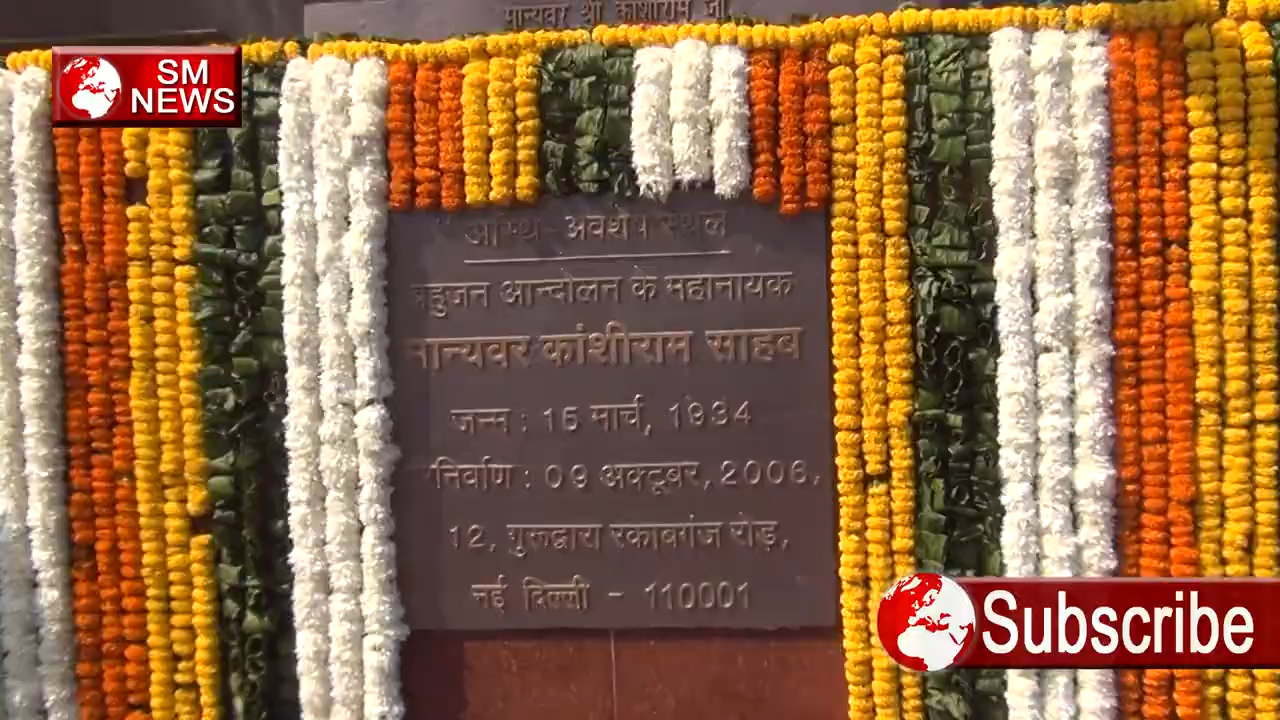 मान्यवर श्री कांशीराम जी
SM
NEWS
अस्थि अवशेष स्थल
बहुजन आन्दोलन के महानायक
मान्यवर कांशीराम साहब
जन्म : 15 मार्च, 1934
निर्वाण : 09 अक्टूबर, 2006,
12, गुरुद्वारा रकाबगंज रोड़,
नई दिल्ली - 110001
Subscribe